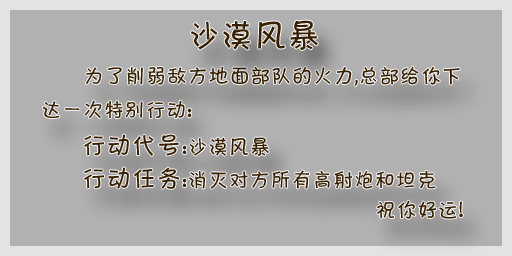 沙漠风暴
为了削弱敌方地面部队的火力,总部给你下
达一次特别行动:
行动代号:沙漠风暴
行动任务:消灭对方所有高射炮和坦克
祝你好运!